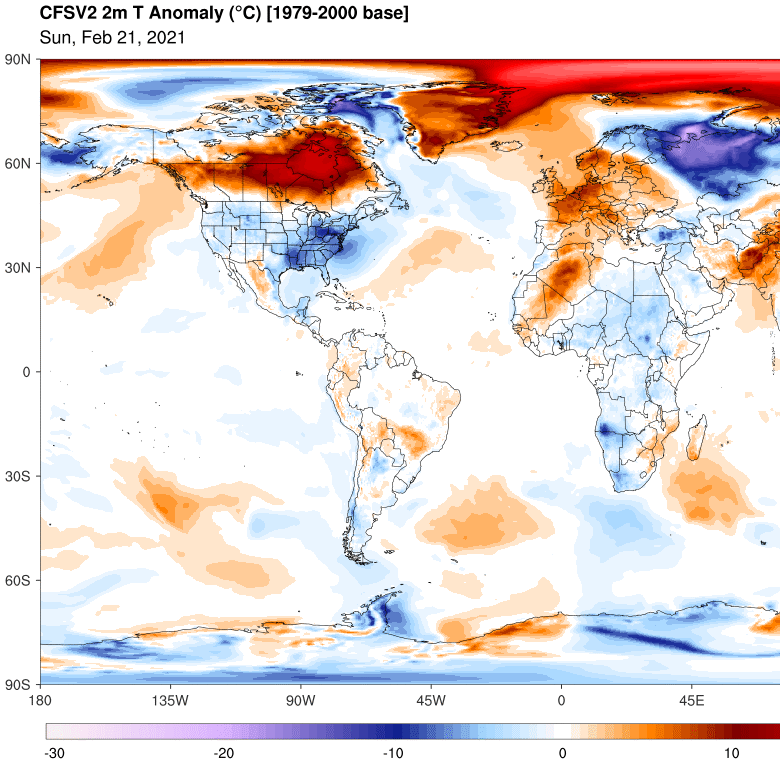 CFSV2 2m T Anomaly (°C) [1979-2000 base]
Sun, Feb 21, 2021
90N
60N
30N
0
30S
60S
90S
180 135W 90W 45W 0 45E
-30 -20 -10 0 10